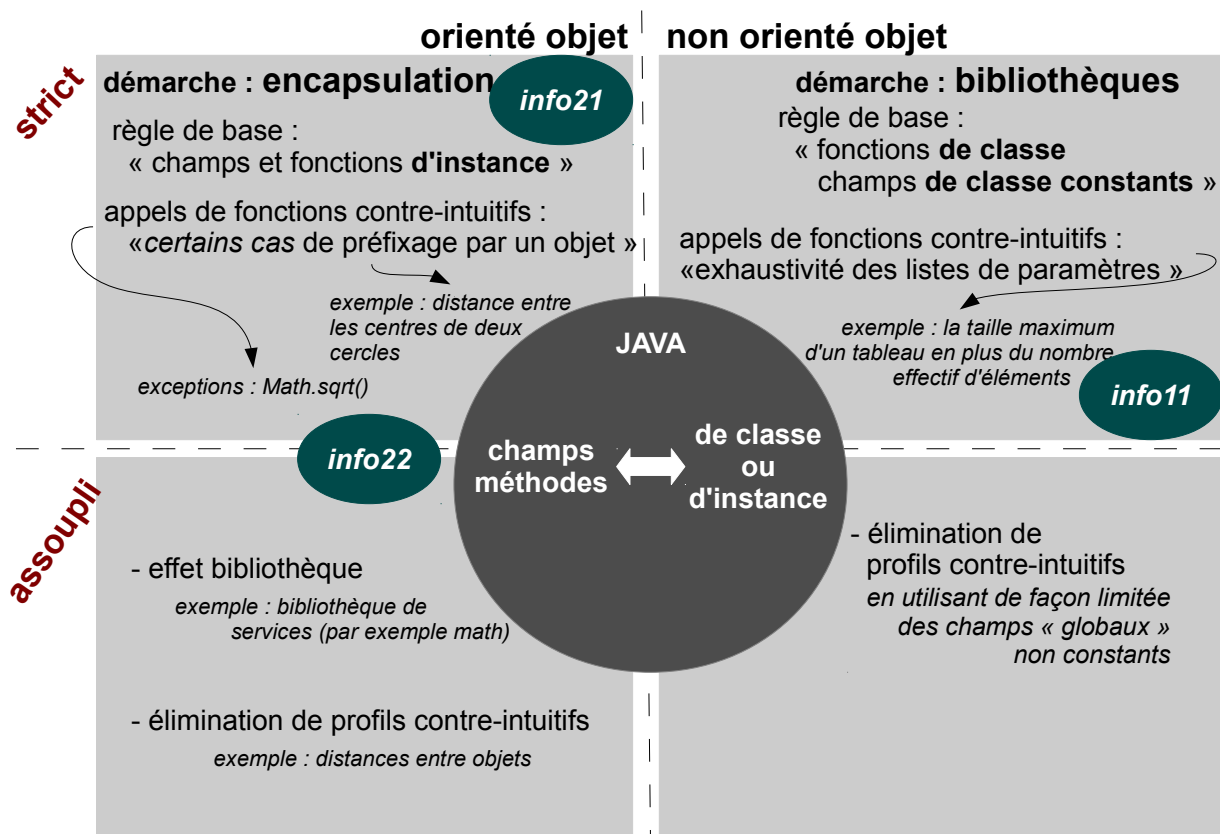 orienté objet
non orienté objet
strict
démarche : encapsulation
info21
règle de base :
« champs et fonctions d'instance »
appels de fonctions contre-intuitifs :
«certains cas de préfixage par un objet »
exemple : distance entre
les centres de deux
cercles
exceptions : Math.sqrt()
démarche : bibliothèques
règle de base :
« fonctions de classe
champs de classe constants »
appels de fonctions contre-intuitifs :
«exhaustivité des listes de paramètres »
exemple : la taille maximum
d'un tableau en plus du nombre
effectif d'éléments
info11
JAVA
champs
méthodes
de classe
ou
d'instance
info22
assoupli
- effet bibliothèque
exemple : bibliothèque de
services (par exemple math)
- élimination de profils contre-intuitifs
exemple : distances entre objets
- élimination de
profils contre-intuitifs
en utilisant de façon limitée
des champs « globaux »
non constants